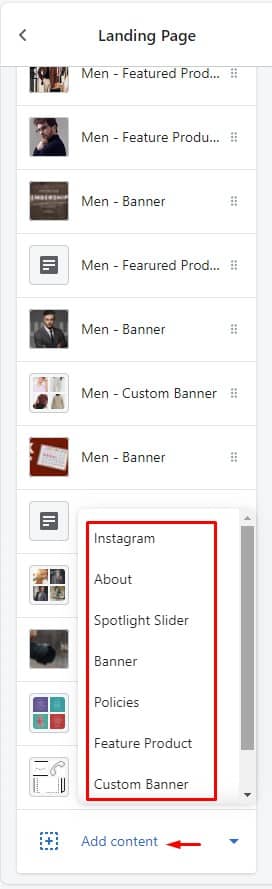 Landing Page
Men - Featured Prod...
Men - Feature Produ...
Men - Banner
Men - Fearured Prod...
Men - Banner
Men - Custom Banner
Men - Banner
Instagram
About
Spotlight Slider
Banner
Policies
Feature Product
Custom Banner
Add content